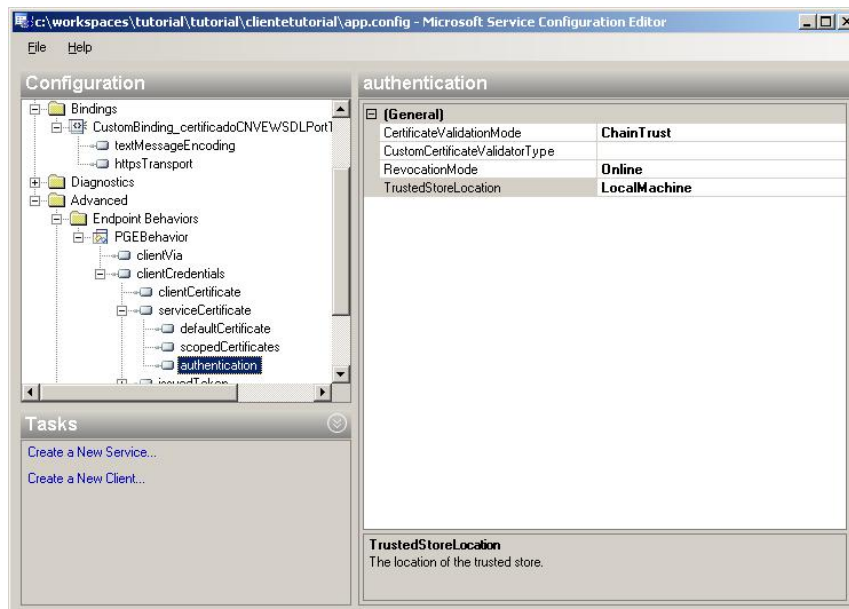 c:\workspaces\tutorial\tutorial\clientetutorial\app.config - Microsoft Service Configuration Editor
File Help
Configuration
Bindings
CustomBinding_certificadoCNVEWSDLPortT
textMessageEncoding
httpsTransport
Diagnostics
Advanced
Endpoint Behaviors
PGEBehavior
clientVia
clientCredentials
clientCertificate
serviceCertificate
defaultCertificate
scopedCertificates
authentication
Tasks
Create a New Service...
Create a New Client...
authentication
(General)
CertificateValidationMode ChainTrust
CustomCertificateValidatorType
RevocationMode Online
TrustedStoreLocation LocalMachine
TrustedStoreLocation
The location of the trusted store.